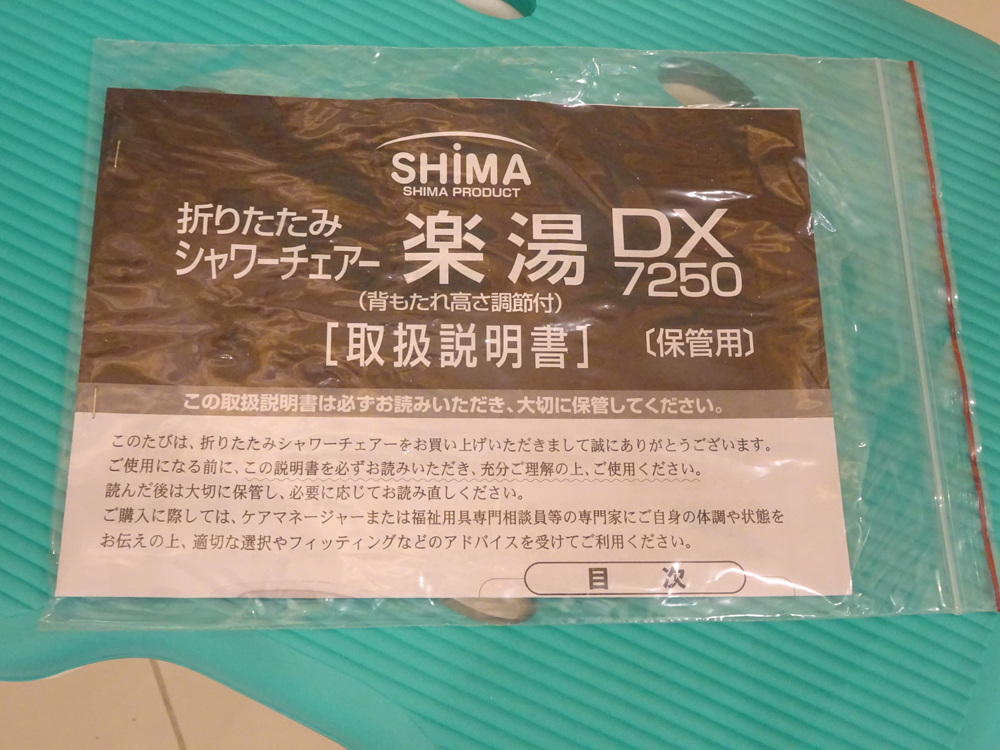 SHiMA
SHIMA PRODUCT
折りたたみ
シャワーチェアー
楽湯 DX
7250
(背もたれ高さ調節付)
[取扱説明書] 〔保管用〕
この取扱説明書は必ずお読みいただき、大切に保管してください。
このたびは、折りたたみシャワーチェアーをお買い上げいただきまして誠にありがとうございます。
ご使用になる前に、この説明書を必ずお読みいただき、充分ご理解の上、ご使用ください。
読んだ後は大切に保管し、必要に応じてお読み直しください。
ご購入に際しては、ケアマネージャーまたは福祉用具専門相談員等の専門家にご自身の体調や状態を
お伝えの上、適切な選択やフィッティングなどのアドバイスを受けてご利用ください。
目 次